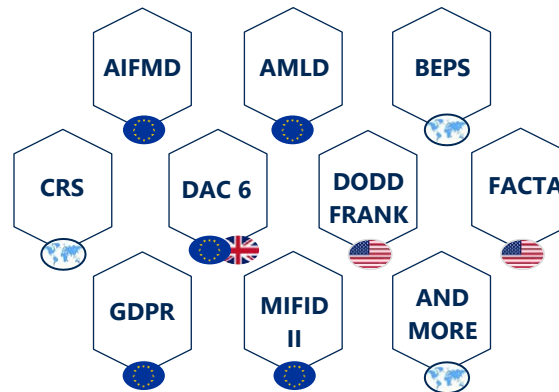 AIFMD
AMLD
BEPS
CRS
DAC 6
DODD
FRANK
FACTA
GDPR
MIFID
II
AND
MORE